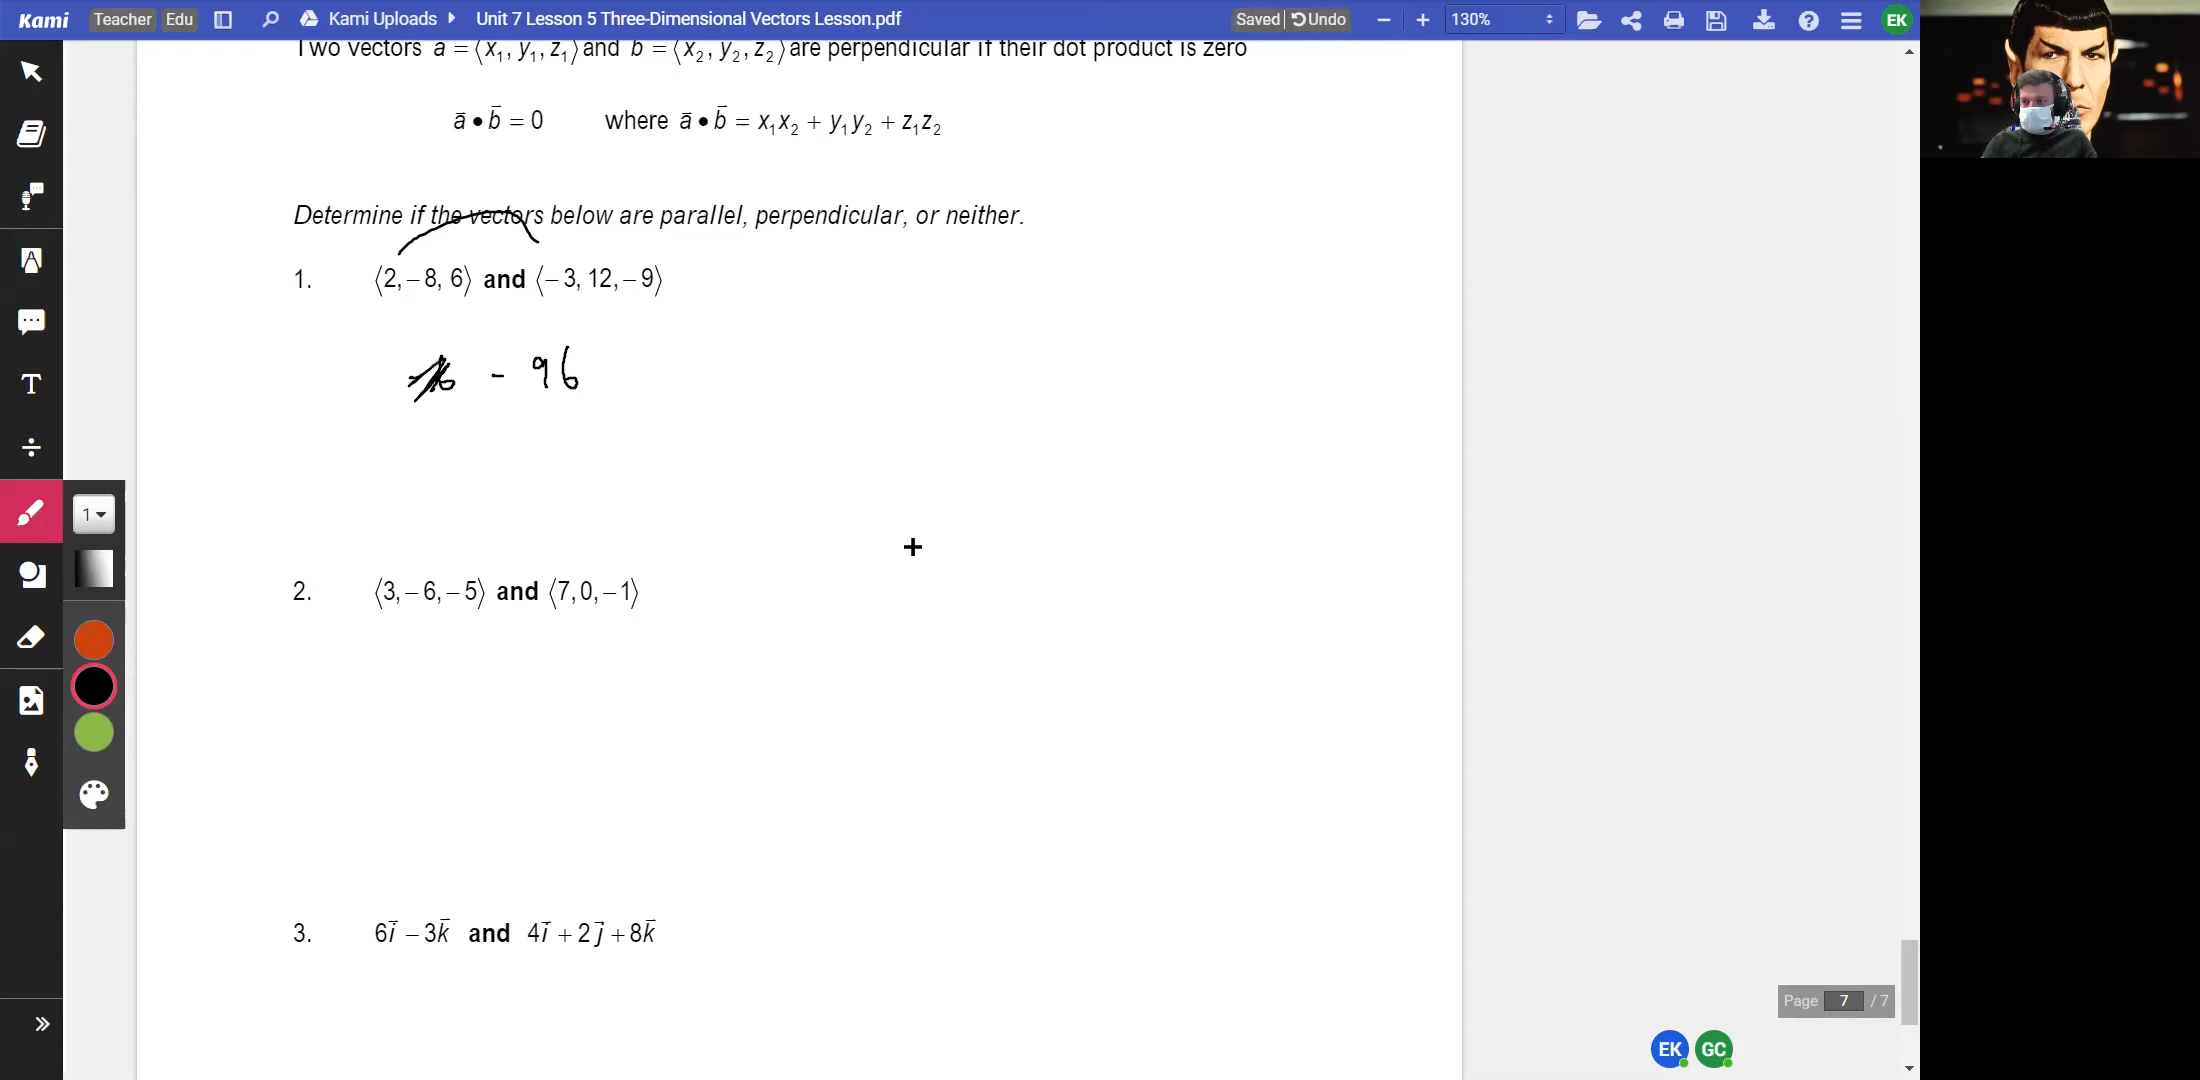 Kami Teacher Edu Kami Uploads Unit 7 Lesson 5 Three-Dimensional Vectors Lesson.pdf Saved Undo − + 130% EK
Two vectors a̅ = ⟨x₁, y₁, z₁⟩ and b̅ = ⟨x₂, y₂, z₂⟩ are perpendicular if their dot product is zero
a̅ • b̅ = 0 where a̅ • b̅ = x₁x₂ + y₁y₂ + z₁z₂
Determine if the vectors below are parallel, perpendicular, or neither.
1. ⟨2, − 8, 6⟩ and ⟨− 3, 12, − 9⟩
- 96
1
2. ⟨3, − 6, − 5⟩ and ⟨7, 0, − 1⟩
3. 6i̅ − 3k̅ and 4i̅ + 2j̅ + 8k̅
Page 7 / 7
EK GC